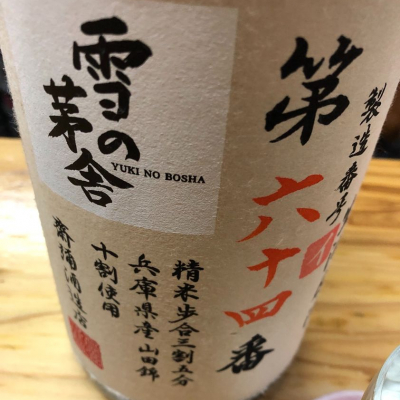 製造番号
第六十四番
雪の
茅舎
YUKI NO BOSHA
精米歩合三割五分
兵庫県産山田錦
十割使用
齋彌酒造店